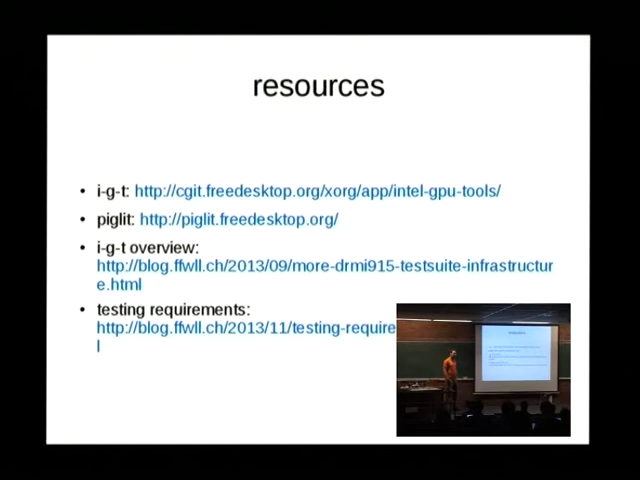 resources
• i-g-t: http://cgit.freedesktop.org/xorg/app/intel-gpu-tools/
• piglit: http://piglit.freedesktop.org/
• i-g-t overview:
http://blog.ffwll.ch/2013/09/more-drmi915-testsuite-infrastructur
e.html
• testing requirements:
http://blog.ffwll.ch/2013/11/testing-require
l